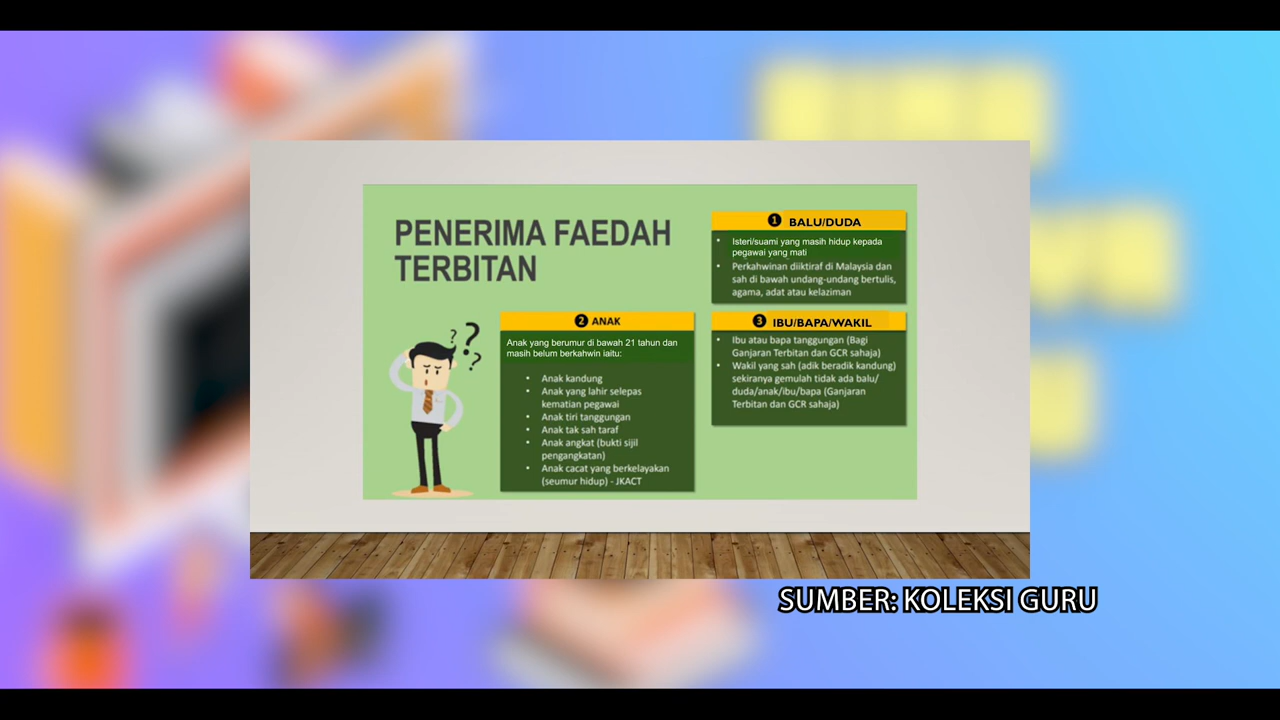 PENERIMA FAEDAH
TERBITAN
1 BALU/DUDA
• Isteri/suami yang masih hidup kepada
pegawai yang mati
• Perkahwinan diiktiraf di Malaysia dan
sah di bawah undang-undang bertulis,
agama, adat atau kelaziman
2 ANAK
Anak yang berumur di bawah 21 tahun dan
masih belum berkahwin iaitu:
• Anak kandung
• Anak yang lahir selepas
kematian pegawai
• Anak tiri tanggungan
• Anak tak sah taraf
• Anak angkat (bukti sijil
pengangkatan)
• Anak cacat yang berkelayakan
(seumur hidup) - JKACT
3 IBU/BAPA/WAKIL
• Ibu atau bapa tanggungan (Bagi
Ganjaran Terbitan dan GCR sahaja)
• Wakil yang sah (adik beradik kandung)
sekiranya gemulah tidak ada balu/
duda/anak/ibu/bapa (Ganjaran
Terbitan dan GCR sahaja)
? ? ?
SUMBER: KOLEKSI GURU